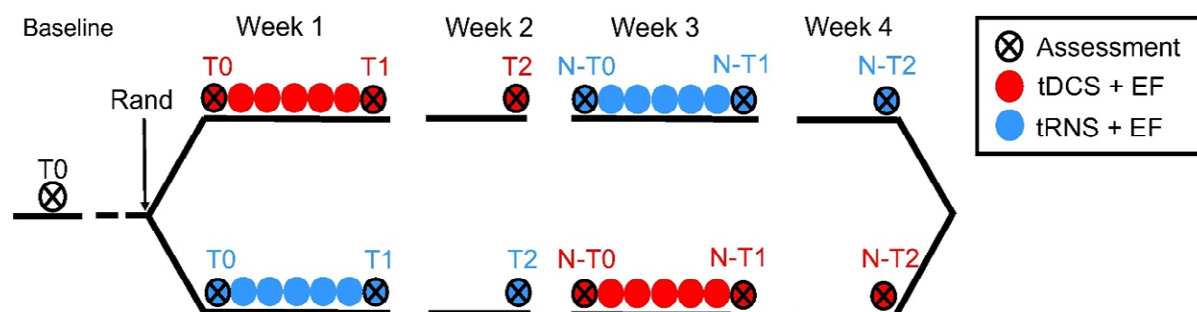 Baseline
Week 1
Week 2
Week 3
Week 4
Assessment
tDCS + EF
tRNS + EF
T0
T1
T2
N-T0
N-T1
N-T2
Rand
T0
T0
T1
T2
N-T0
N-T1
N-T2